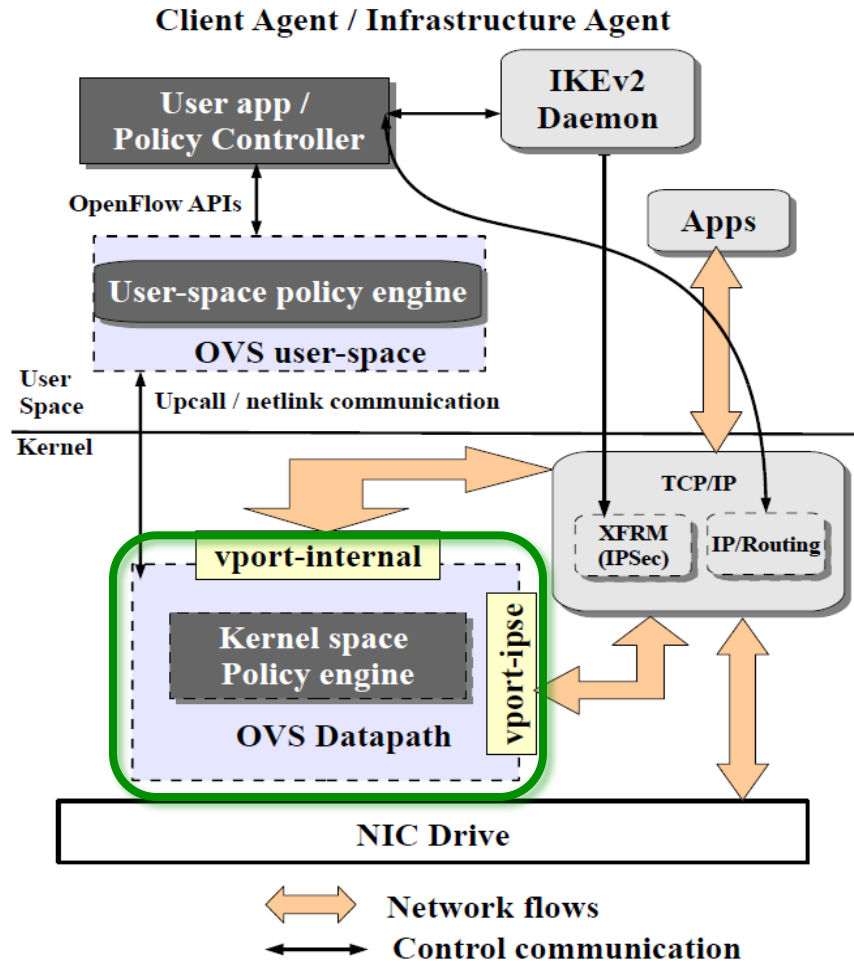 Client Agent / Infrastructure Agent
User app /
Policy Controller
IKEv2
Daemon
OpenFlow APIs
Apps
User-space policy engine
OVS user-space
User
Space
Upcall / netlink communication
Kernel
TCP/IP
vport-internal
XFRM
(IPSec)
IP/Routing
Kernel space
Policy engine
vport-ipse
OVS Datapath
NIC Drive
Network flows
Control communication